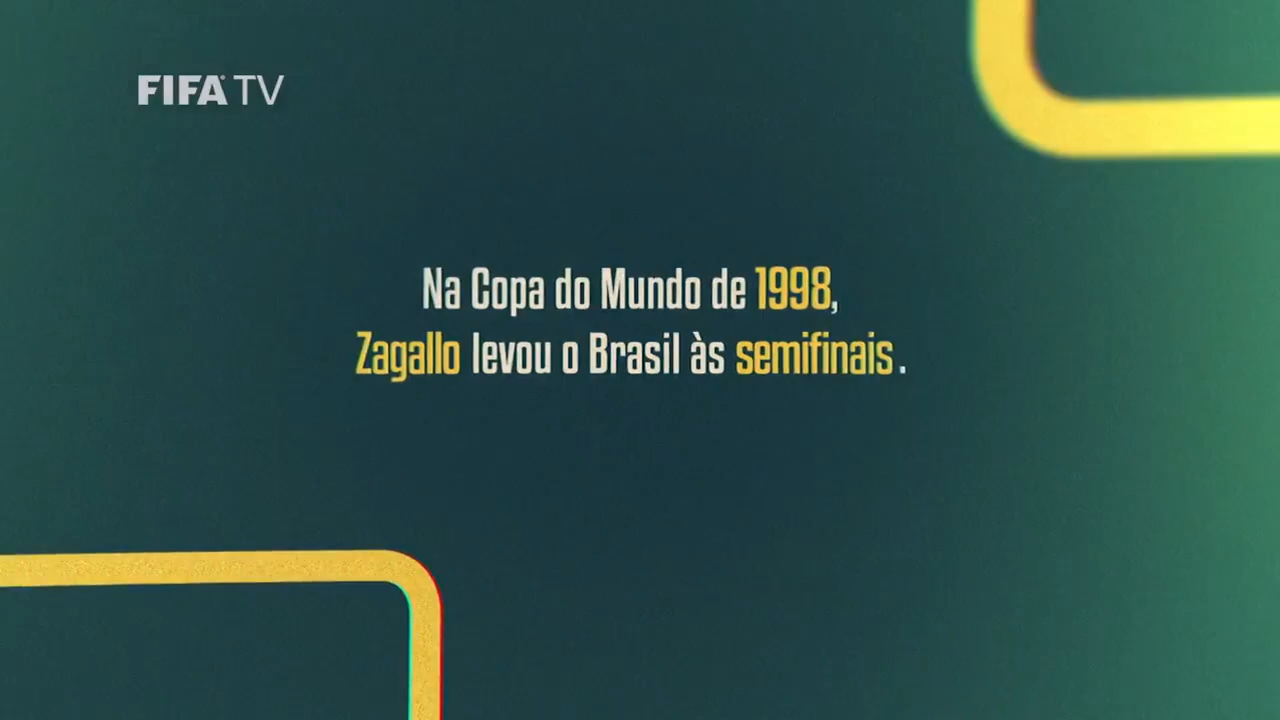 FIFA TV
Na Copa do Mundo de 1998,
Zagallo levou o Brasil às semifinais.